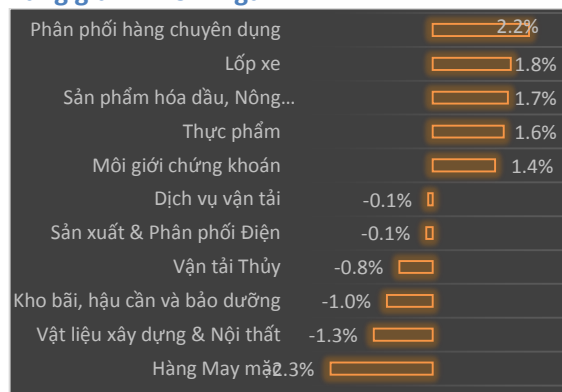 Phân phối hàng chuyên dụng 2.2%
Lốp xe 1.8%
Sản phẩm hóa dầu, Nông... 1.7%
Thực phẩm 1.6%
Môi giới chứng khoán 1.4%
Dịch vụ vận tải -0.1%
Sản xuất & Phân phối Điện -0.1%
Vận tải Thủy -0.8%
Kho bãi, hậu cần và bảo dưỡng -1.0%
Vật liệu xây dựng & Nội thất -1.3%
Hàng May mặc -2.3%